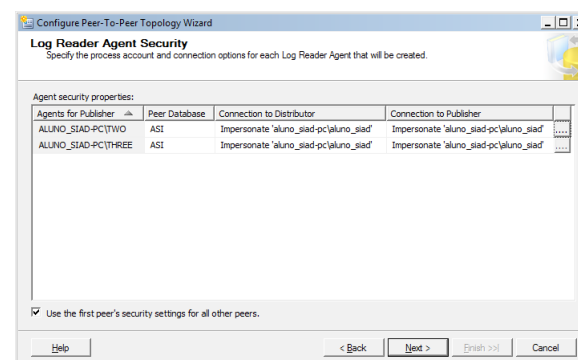 Configure Peer-To-Peer Topology Wizard
Log Reader Agent Security
Specify the process account and connection options for each Log Reader Agent that will be created.
Agent security properties:
Agents for Publisher Peer Database Connection to Distributor Connection to Publisher
ALUNO_SIAD-PC\TWO ASI Impersonate 'aluno_siad-pc\aluno_siad' Impersonate 'aluno_siad-pc\aluno_siad' ....
ALUNO_SIAD-PC\THREE ASI Impersonate 'aluno_siad-pc\aluno_siad' Impersonate 'aluno_siad-pc\aluno_siad' ....
Use the first peer's security settings for all other peers.
Help < Back Next > Finish >>| Cancel